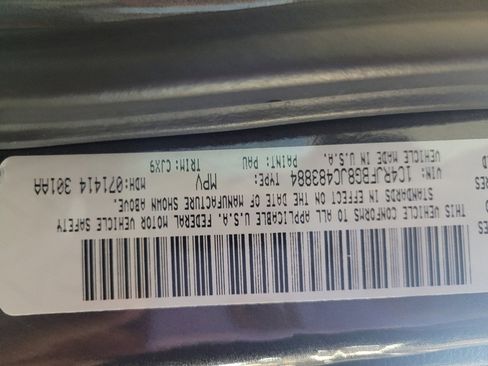 THIS VEHICLE CONFORMS TO ALL APPLICABLE U.S.A. FEDERAL MOTOR VEHICLE SAFETY
STANDARDS IN EFFECT ON THE DATE OF MANUFACTURE SHOWN ABOVE.
VIN: 1C4RJFBG8JC483884 TYPE: MPV MDH:071414 301AA
VEHICLE MADE IN U.S.A. PAINT: PAU TRIM: CJX9